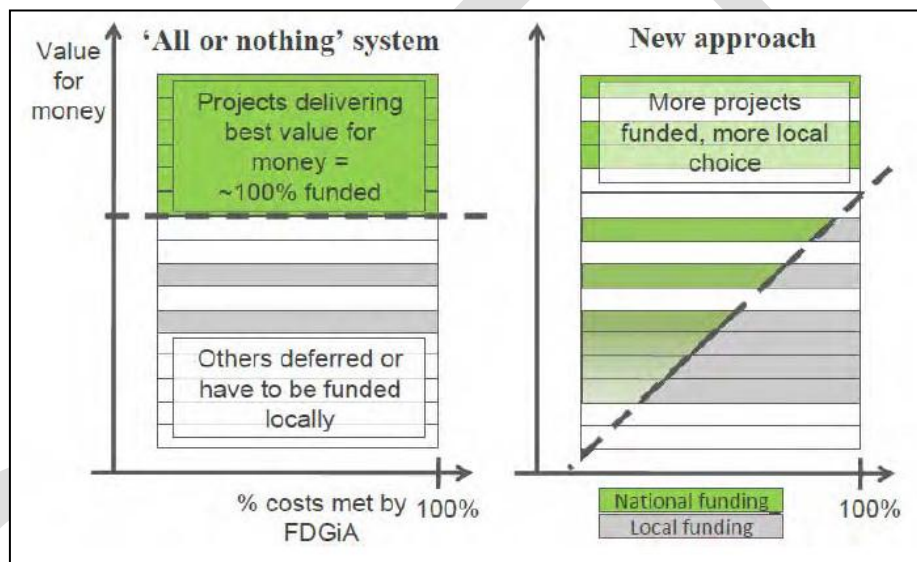 Value
for
money
‘All or nothing’ system
Projects delivering
best value for
money =
~100% funded
Others deferred or
have to be funded
locally
% costs met by
FDGiA
100%
New approach
More projects
funded, more local
choice
National funding
Local funding
100%